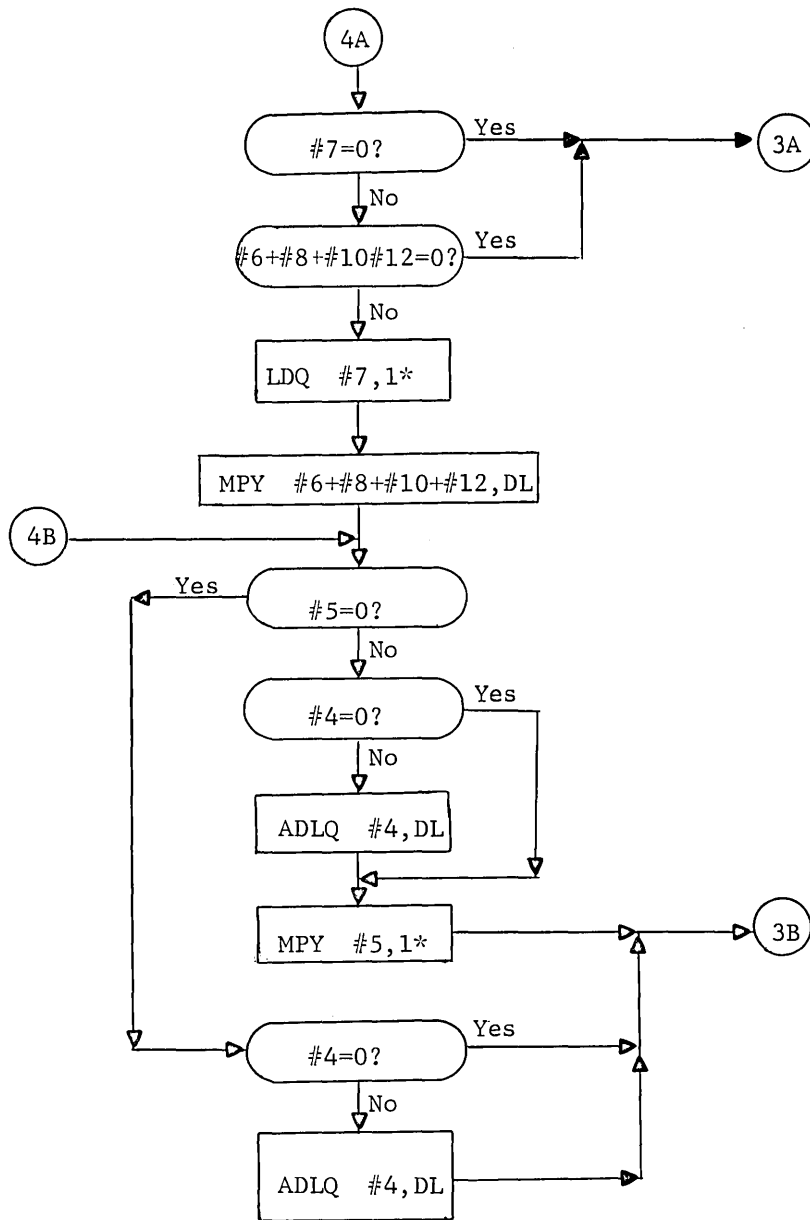 4A
#7=0?
Yes
3A
No
#6+#8+#10#12=0?
Yes
No
LDQ #7,1*
MPY #6+#8+#10+#12,DL
4B
#5=0?
Yes
No
#4=0?
Yes
No
ADLQ #4,DL
MPY #5,1*
3B
#4=0?
Yes
No
ADLQ #4,DL